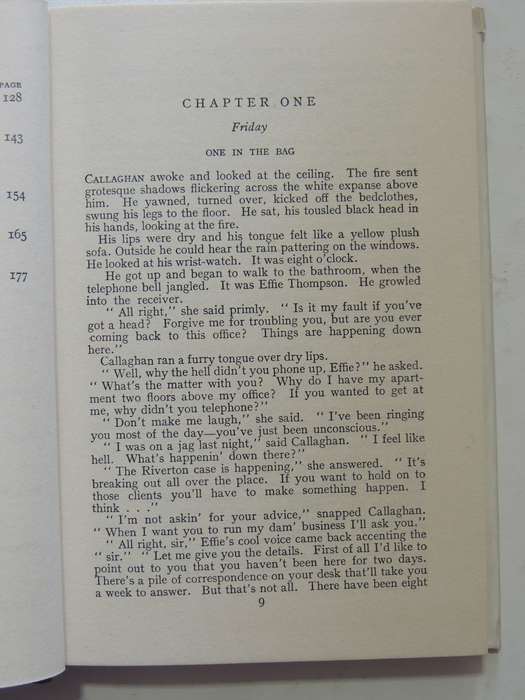 PAGE
128
143
154
165
177
CHAPTER ONE
Friday
ONE IN THE BAG
CALLAGHAN awoke and looked at the ceiling. The fire sent
grotesque shadows flickering across the white expanse above
him. He yawned, turned over, kicked off the bedclothes,
swung his legs to the floor. He sat, his tousled black head in
his hands, looking at the fire.
His lips were dry and his tongue felt like a yellow plush
sofa. Outside he could hear the rain pattering on the windows.
He looked at his wrist-watch. It was eight o'clock.
He got up and began to walk to the bathroom, when the
telephone bell jangled. It was Effie Thompson. He growled
into the receiver.
" All right," she said primly. " Is it my fault if you've
got a head? Forgive me for troubling you, but are you ever
coming back to this office? Things are happening down
here."
Callaghan ran a furry tongue over dry lips.
" Well, why the hell didn't you phone up, Effie?" he asked.
" What's the matter with you? Why do I have my apart-
ment two floors above my office? If you wanted to get at
me, why didn't you telephone?"
" Don't make me laugh," she said. " I've been ringing
you most of the day—you've just been unconscious."
" I was on a jag last night," said Callaghan. " I feel like
hell. What's happenin' down there?"
" The Riverton case is happening," she answered. " It's
breaking out all over the place. If you want to hold on to
those clients you'll have to make something happen. I
think . . ."
" I'm not askin' for your advice," snapped Callaghan.
" When I want you to run my dam' business I'll ask you."
" All right, sir," Effie's cool voice came back accenting the
" sir." " Let me give you the details. First of all I'd like to
point out to you that you haven't been here for two days.
There's a pile of correspondence on your desk that'll take you
a week to answer. But that's not all. There have been eight
9